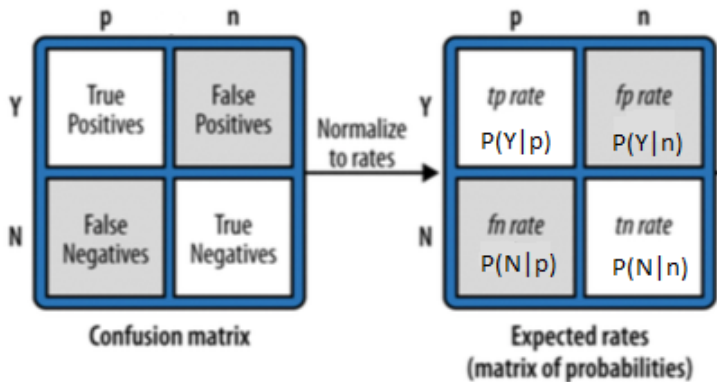 p n
Y
True
Positives
False
Positives
N
False
Negatives
True
Negatives
Confusion matrix
Normalize
to rates
p n
Y
tp rate
P(Y|p)
fp rate
P(Y|n)
N
fn rate
P(N|p)
tn rate
P(N|n)
Expected rates
(matrix of probabilities)